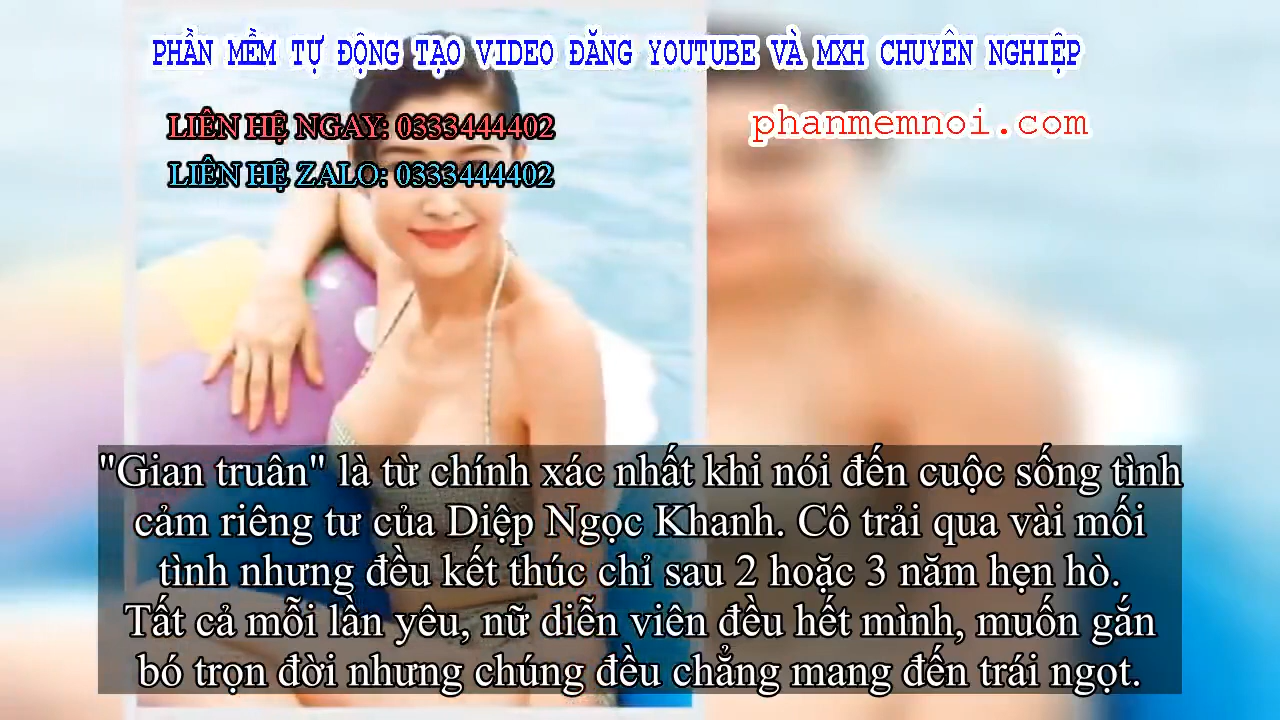 PHẦN MỀM TỰ ĐỘNG TẠO VIDEO ĐĂNG YOUTUBE VÀ MXH CHUYÊN NGHIỆP
LIÊN HỆ NGAY: 0333444402
phanmemnoi.com
LIÊN HỆ ZALO: 0333444402
"Gian truân" là từ chính xác nhất khi nói đến cuộc sống tình
cảm riêng tư của Diệp Ngọc Khanh. Cô trải qua vài mối
tình nhưng đều kết thúc chỉ sau 2 hoặc 3 năm hẹn hò.
Tất cả mỗi lần yêu, nữ diễn viên đều hết mình, muốn gắn
bó trọn đời nhưng chúng đều chẳng mang đến trái ngọt.